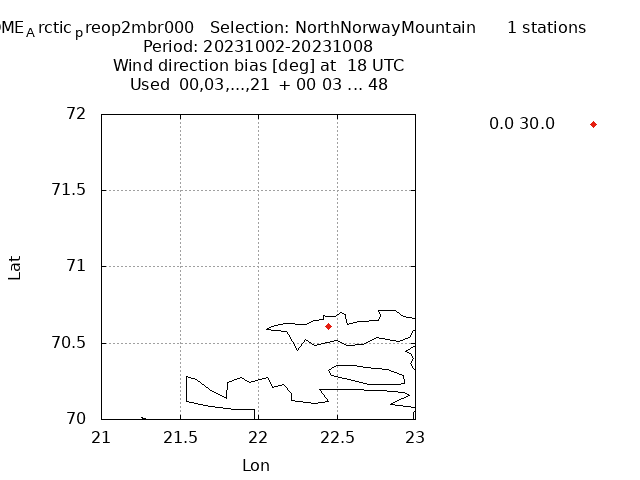 OME_Arctic_preop2mbr000 Selection: NorthNorwayMountain 1 stations
Period: 20231002-20231008
Wind direction bias [deg] at 18 UTC
Used 00,03,...,21 + 00 03 ... 48
0.0 30.0
72
71.5
71
70.5
70
21 21.5 22 22.5 23
Lat
Lon